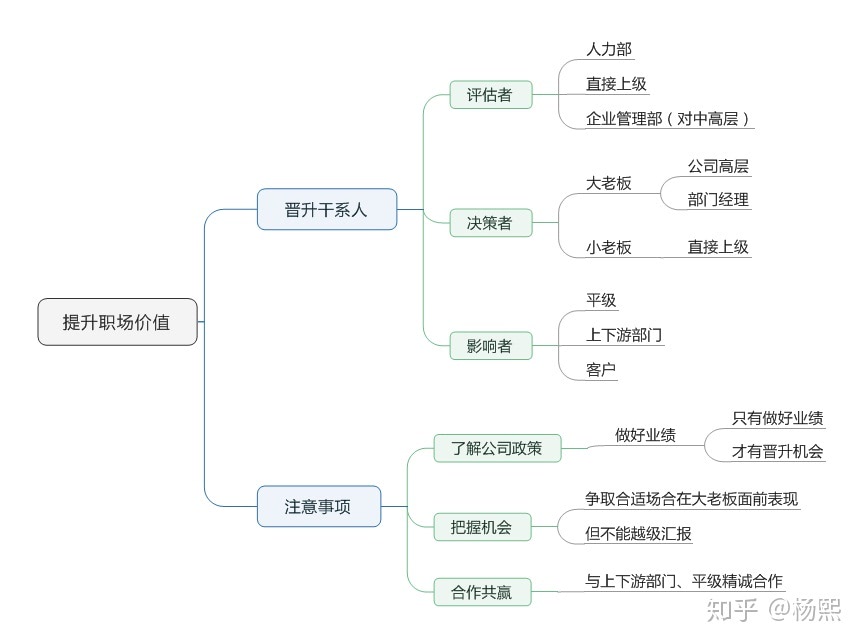 提升职场价值
晋升干系人
评估者
人力部
直接上级
企业管理部（对中高层）
决策者
大老板
公司高层
部门经理
小老板
直接上级
影响者
平级
上下游部门
客户
注意事项
了解公司政策
做好业绩
只有做好业绩
才有晋升机会
把握机会
争取合适场合在大老板面前表现
但不能越级汇报
合作共赢
与上下游部门、平级精诚合作
知乎 @杨熙